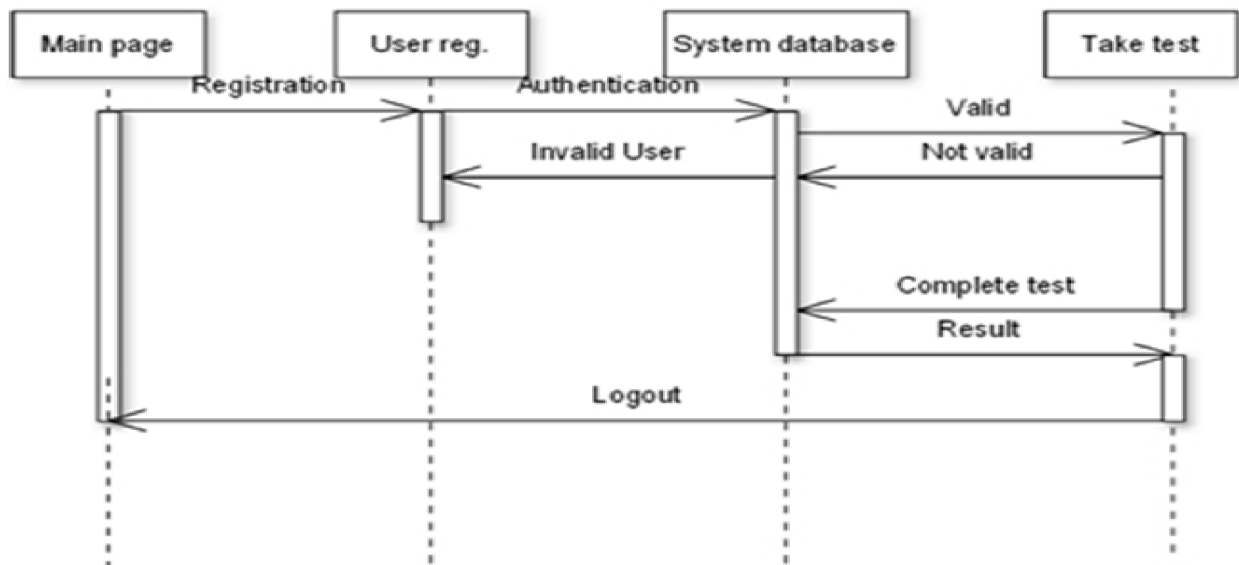 Main page
User reg.
System database
Take test
Registration
Authentication
Valid
Invalid User
Not valid
Complete test
Result
Logout